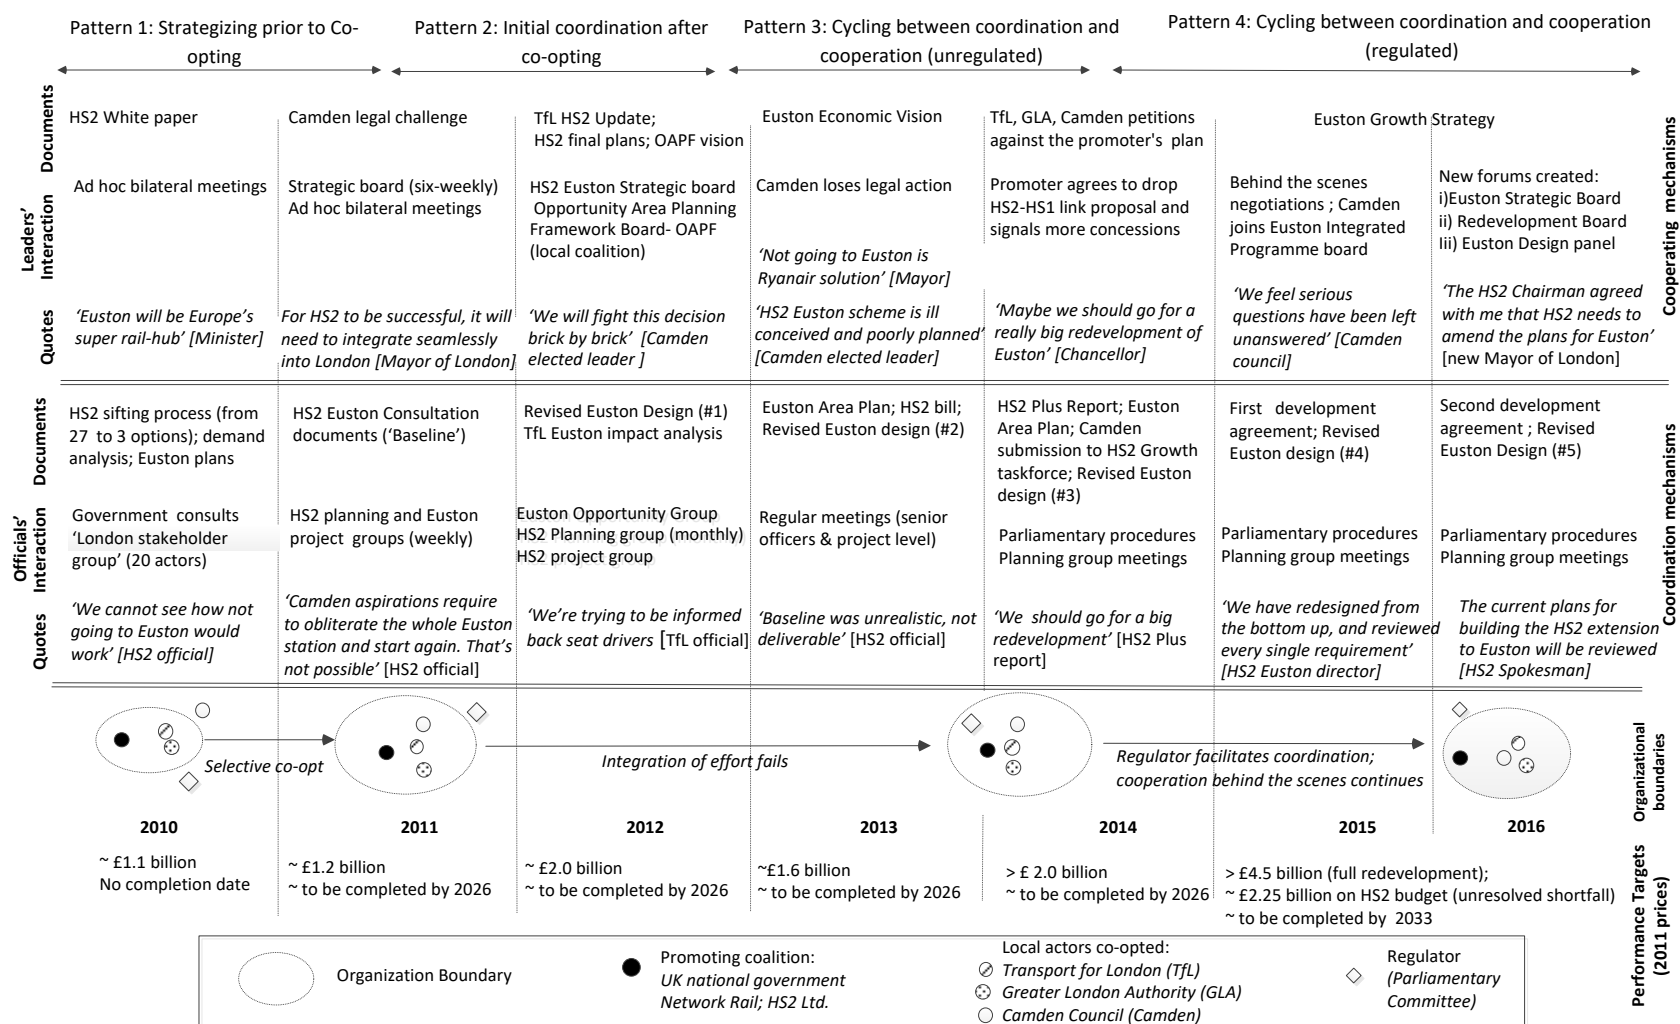 Pattern 1: Strategizing prior to Co-
opting
Pattern 2: Initial coordination after
co-opting
Pattern 3: Cycling between coordination and
cooperation (unregulated)
Pattern 4: Cycling between coordination and cooperation
(regulated)
Documents
HS2 White paper
Camden legal challenge
TfL HS2 Update;
HS2 final plans; OAPF vision
Euston Economic Vision
TfL, GLA, Camden petitions
against the promoter's plan
Euston Growth Strategy
Cooperating mechanisms
Leaders'
Interaction
Ad hoc bilateral meetings
Strategic board (six-weekly)
Ad hoc bilateral meetings
HS2 Euston Strategic board
Opportunity Area Planning
Framework Board- OAPF
(local coalition)
Camden loses legal action
Promoter agrees to drop
HS2-HS1 link proposal and
signals more concessions
Behind the scenes
negotiations ; Camden
joins Euston Integrated
Programme board
New forums created:
i)Euston Strategic Board
ii) Redevelopment Board
Iii) Euston Design panel
Quotes
‘Euston will be Europe’s
super rail-hub’ [Minister]
For HS2 to be successful, it will
need to integrate seamlessly
into London [Mayor of London]
‘We will fight this decision
brick by brick’ [Camden
elected leader ]
‘Not going to Euston is
Ryanair solution’ [Mayor]
‘HS2 Euston scheme is ill
conceived and poorly planned’
[Camden elected leader]
‘Maybe we should go for a
really big redevelopment of
Euston’ [Chancellor]
‘We feel serious
questions have been left
unanswered’ [Camden
council]
‘The HS2 Chairman agreed
with me that HS2 needs to
amend the plans for Euston’
[new Mayor of London]
Documents
HS2 sifting process (from
27 to 3 options); demand
analysis; Euston plans
HS2 Euston Consultation
documents (‘Baseline’)
Revised Euston Design (#1)
TfL Euston impact analysis
Euston Area Plan; HS2 bill;
Revised Euston design (#2)
HS2 Plus Report; Euston
Area Plan; Camden
submission to HS2 Growth
taskforce; Revised Euston
design (#3)
First development
agreement; Revised
Euston design (#4)
Second development
agreement ; Revised
Euston Design (#5)
Coordination mechanisms
Officials’
Interaction
Government consults
‘London stakeholder
group’ (20 actors)
HS2 planning and Euston
project groups (weekly)
Euston Opportunity Group
HS2 Planning group (monthly)
HS2 project group
Regular meetings (senior
officers & project level)
Parliamentary procedures
Planning group meetings
Parliamentary procedures
Planning group meetings
Parliamentary procedures
Planning group meetings
Quotes
‘We cannot see how not
going to Euston would
work’ [HS2 official]
‘Camden aspirations require
to obliterate the whole Euston
station and start again. That’s
not possible’ [HS2 official]
‘We’re trying to be informed
back seat drivers [TfL official]
‘Baseline was unrealistic, not
deliverable’ [HS2 official]
‘We should go for a big
redevelopment’ [HS2 Plus
report]
‘We have redesigned from
the bottom up, and reviewed
every single requirement’
[HS2 Euston director]
The current plans for
building the HS2 extension
to Euston will be reviewed
[HS2 Spokesman]
Selective co-opt
Integration of effort fails
Regulator facilitates coordination;
cooperation behind the scenes continues
Organizational
boundaries
2010
2011
2012
2013
2014
2015
2016
~ £1.1 billion
No completion date
~ £1.2 billion
~ to be completed by 2026
~ £2.0 billion
~ to be completed by 2026
~£1.6 billion
~ to be completed by 2026
> £ 2.0 billion
~ to be completed by 2026
> £4.5 billion (full redevelopment);
~ £2.25 billion on HS2 budget (unresolved shortfall)
~ to be completed by 2033
Performance Targets
(2011 prices)
Organization Boundary
Promoting coalition:
UK national government
Network Rail; HS2 Ltd.
Local actors co-opted:
Transport for London (TfL)
Greater London Authority (GLA)
Camden Council (Camden)
Regulator
(Parliamentary
Committee)